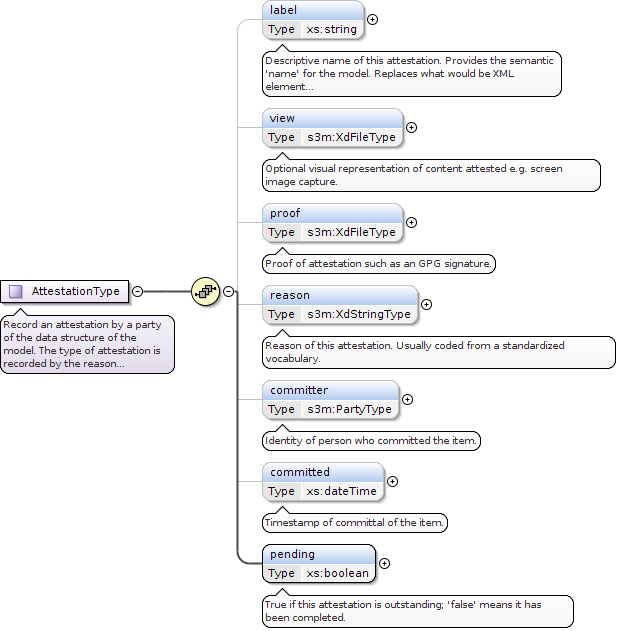 label
Type xs:string
Descriptive name of this attestation. Provides the semantic
'name' for the model. Replaces what would be XML
element...
view
Type s3m:XdFileType
Optional visual representation of content attested e.g. screen
image capture.
proof
Type s3m:XdFileType
Proof of attestation such as an GPG signature.
AttestationType
Record an attestation by a party
of the data structure of the
model. The type of attestation is
recorded by the reason...
reason
Type s3m:XdStringType
Reason of this attestation. Usually coded from a standardized
vocabulary.
committer
Type s3m:PartyType
Identity of person who committed the item.
committed
Type xs:dateTime
Timestamp of committal of the item.
pending
Type xs:boolean
True if this attestation is outstanding; 'false' means it has
been completed.